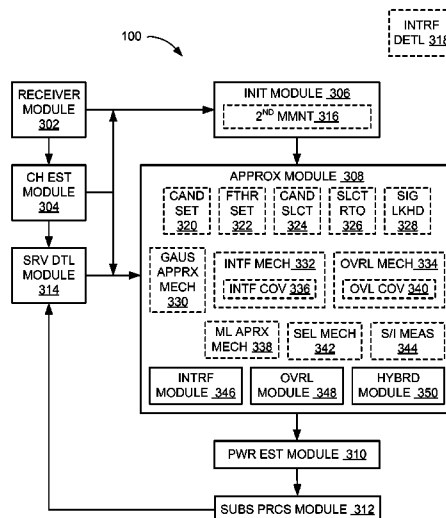 100
INTRF
DETL 318
RECEIVER
MODULE
302
INIT MODULE 306
2ND MMNT 316
CH EST
MODULE
304
SRV DTL
MODULE
314
APPROX MODULE 308
CAND
SET
320
FTHR
SET
322
CAND
SLCT
324
SLCT
RTO
326
SIG
LKHD
328
GAUS
APPRX
MECH
330
INTF MECH 332
INTF COV 336
OVRL MECH 334
OVL COV 340
ML APRX
MECH 338
SEL MECH
342
S/I MEAS
344
INTRF
MODULE 346
OVRL
MODULE 348
HYBRD
MODULE 350
PWR EST MODULE 310
SUBS PRCS MODULE 312